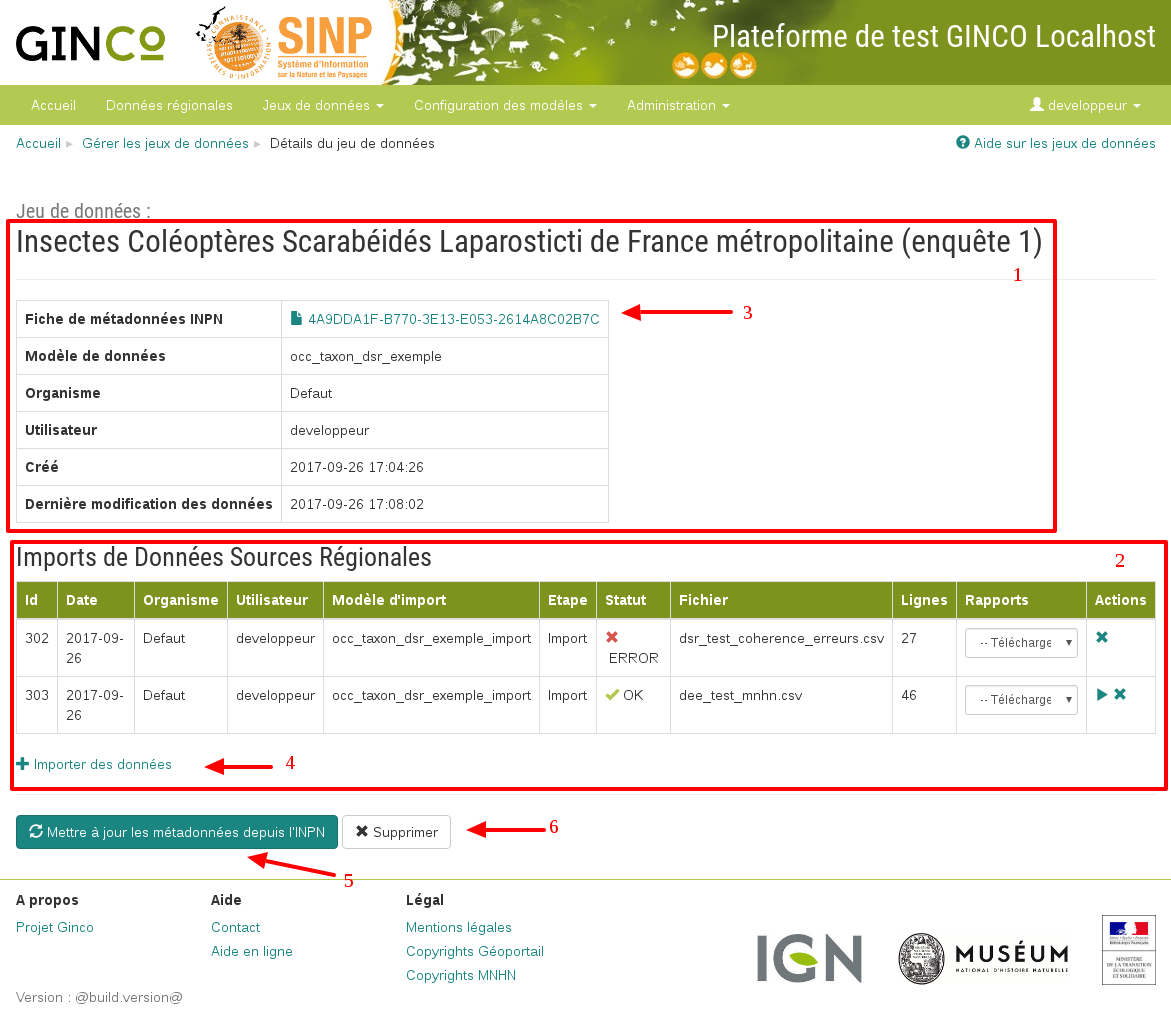 GINCO
SINP
Système d'Information
sur la Nature et les Paysages
Plateforme de test GINCO Localhost
Accueil Données régionales Jeux de données Configuration des modèles Administration developpeur
Accueil Gérer les jeux de données Détails du jeu de données Aide sur les jeux de données
Jeu de données :
Insectes Coléoptères Scarabéidés Laparosticti de France métropolitaine (enquête 1)
1
Fiche de métadonnées INPN 4A9DDA1F-B770-3E13-E053-2614A8C02B7C 3
Modèle de données occ_taxon_dsr_exemple
Organisme Defaut
Utilisateur developpeur
Créé 2017-09-26 17:04:26
Dernière modification des données 2017-09-26 17:08:02
Imports de Données Sources Régionales 2
Id Date Organisme Utilisateur Modèle d'import Etape Statut Fichier Lignes Rapports Actions
302 2017-09-26 Defaut developpeur occ_taxon_dsr_exemple_import Import ERROR dsr_test_coherence_erreurs.csv 27 -- Télécharge
303 2017-09-26 Defaut developpeur occ_taxon_dsr_exemple_import Import OK dee_test_mnhn.csv 46 -- Télécharge
Importer des données 4
Mettre à jour les métadonnées depuis l'INPN Supprimer 6
5
A propos Aide Légal
Projet Ginco Contact Mentions légales
Aide en ligne Copyrights Géoportail
Copyrights MNHN
IGN
MUSÉUM
NATIONAL D'HISTOIRE NATURELLE
RÉPUBLIQUE FRANÇAISE
MINISTÈRE
DE LA TRANSITION
ÉCOLOGIQUE
ET SOLIDAIRE
Version : @build.version@